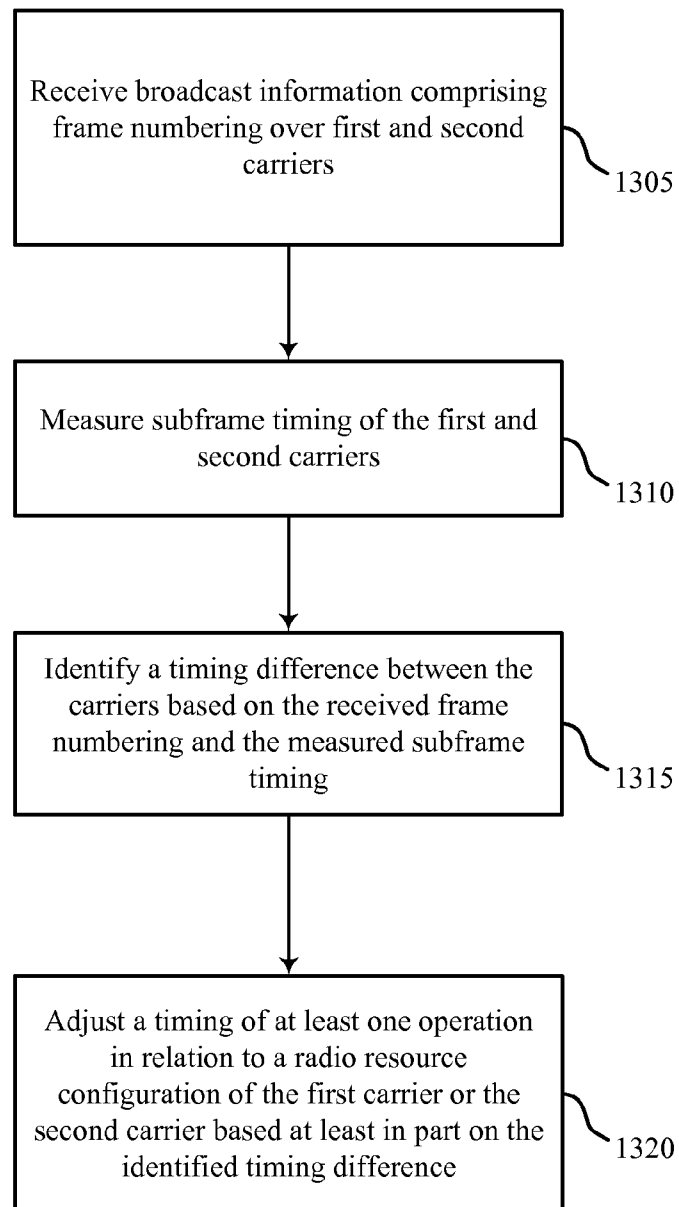 Receive broadcast information comprising
frame numbering over first and second
carriers
1305
Measure subframe timing of the first and
second carriers
1310
Identify a timing difference between the
carriers based on the received frame
numbering and the measured subframe
timing
1315
Adjust a timing of at least one operation
in relation to a radio resource
configuration of the first carrier or the
second carrier based at least in part on the
identified timing difference
1320